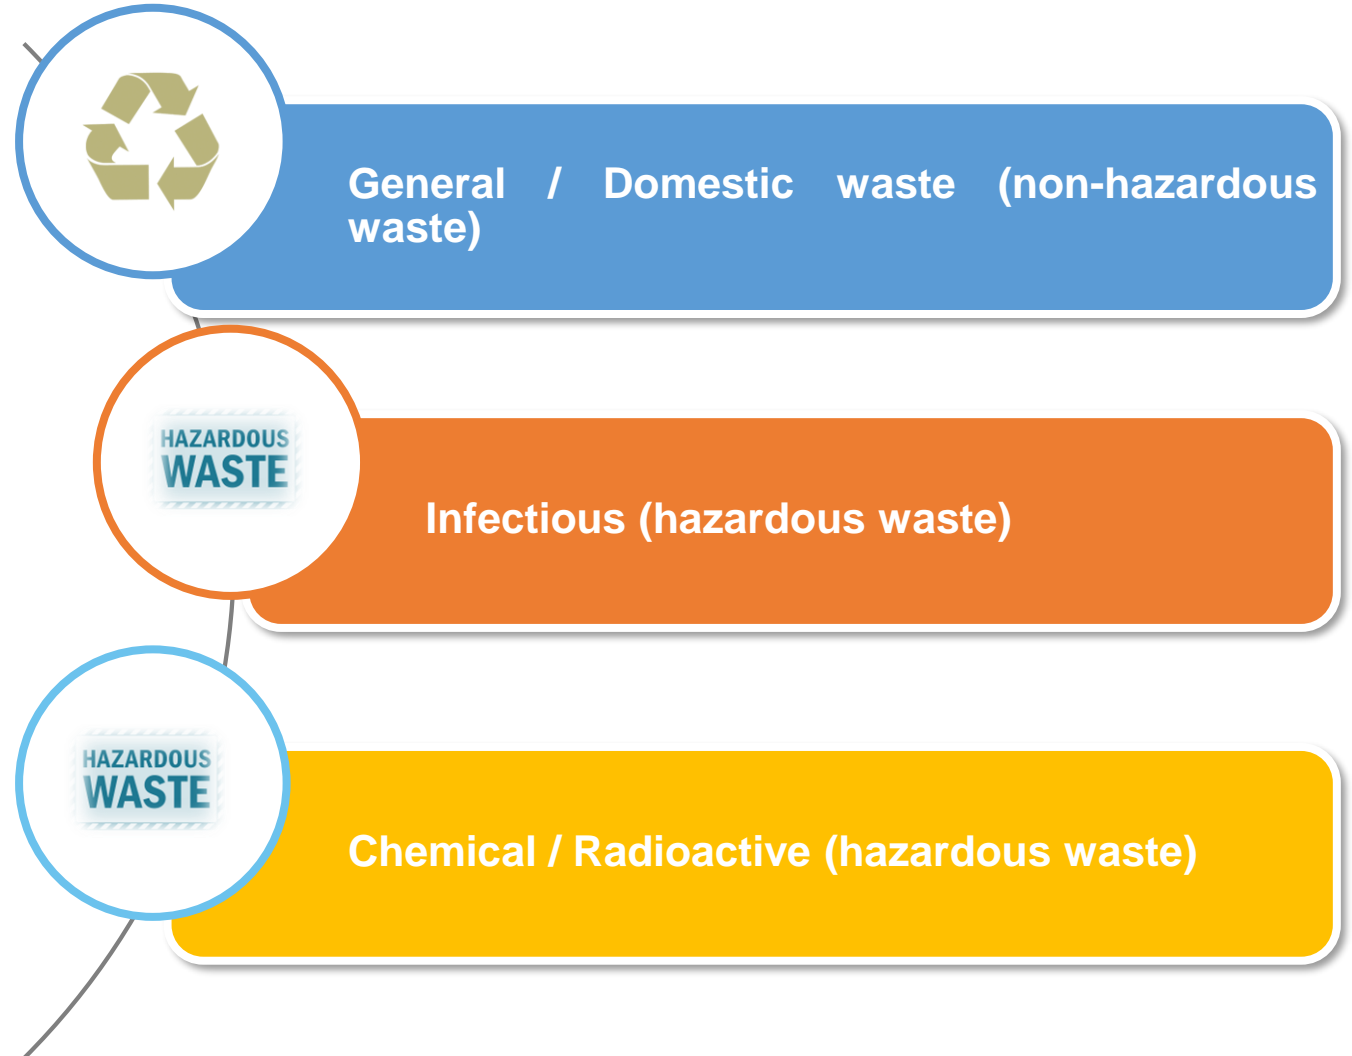 General / Domestic waste (non-hazardous
waste)
HAZARDOUS
WASTE
Infectious (hazardous waste)
HAZARDOUS
WASTE
Chemical / Radioactive (hazardous waste)